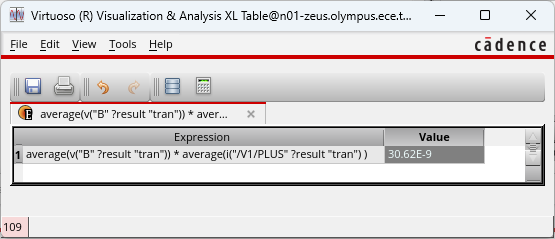 Virtuoso (R) Visualization & Analysis XL Table@n01-zeus.olympus.ece.t...
File Edit View Tools Help
cādence
average(v("B" ?result "tran")) * aver...
Expression Value
1 average(v("B" ?result "tran")) * average(i("/V1/PLUS" ?result "tran") ) 30.62E-9
109